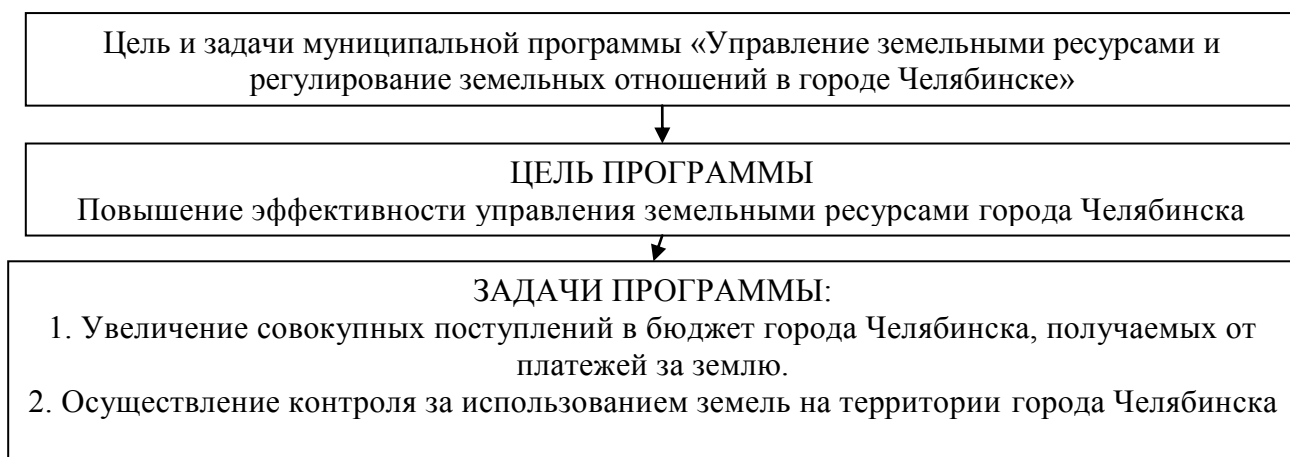 Цель и задачи муниципальной программы «Управление земельными ресурсами и
регулирование земельных отношений в городе Челябинске»
ЦЕЛЬ ПРОГРАММЫ
Повышение эффективности управления земельными ресурсами города Челябинска
ЗАДАЧИ ПРОГРАММЫ:
1. Увеличение совокупных поступлений в бюджет города Челябинска, получаемых от
платежей за землю.
2. Осуществление контроля за использованием земель на территории города Челябинска